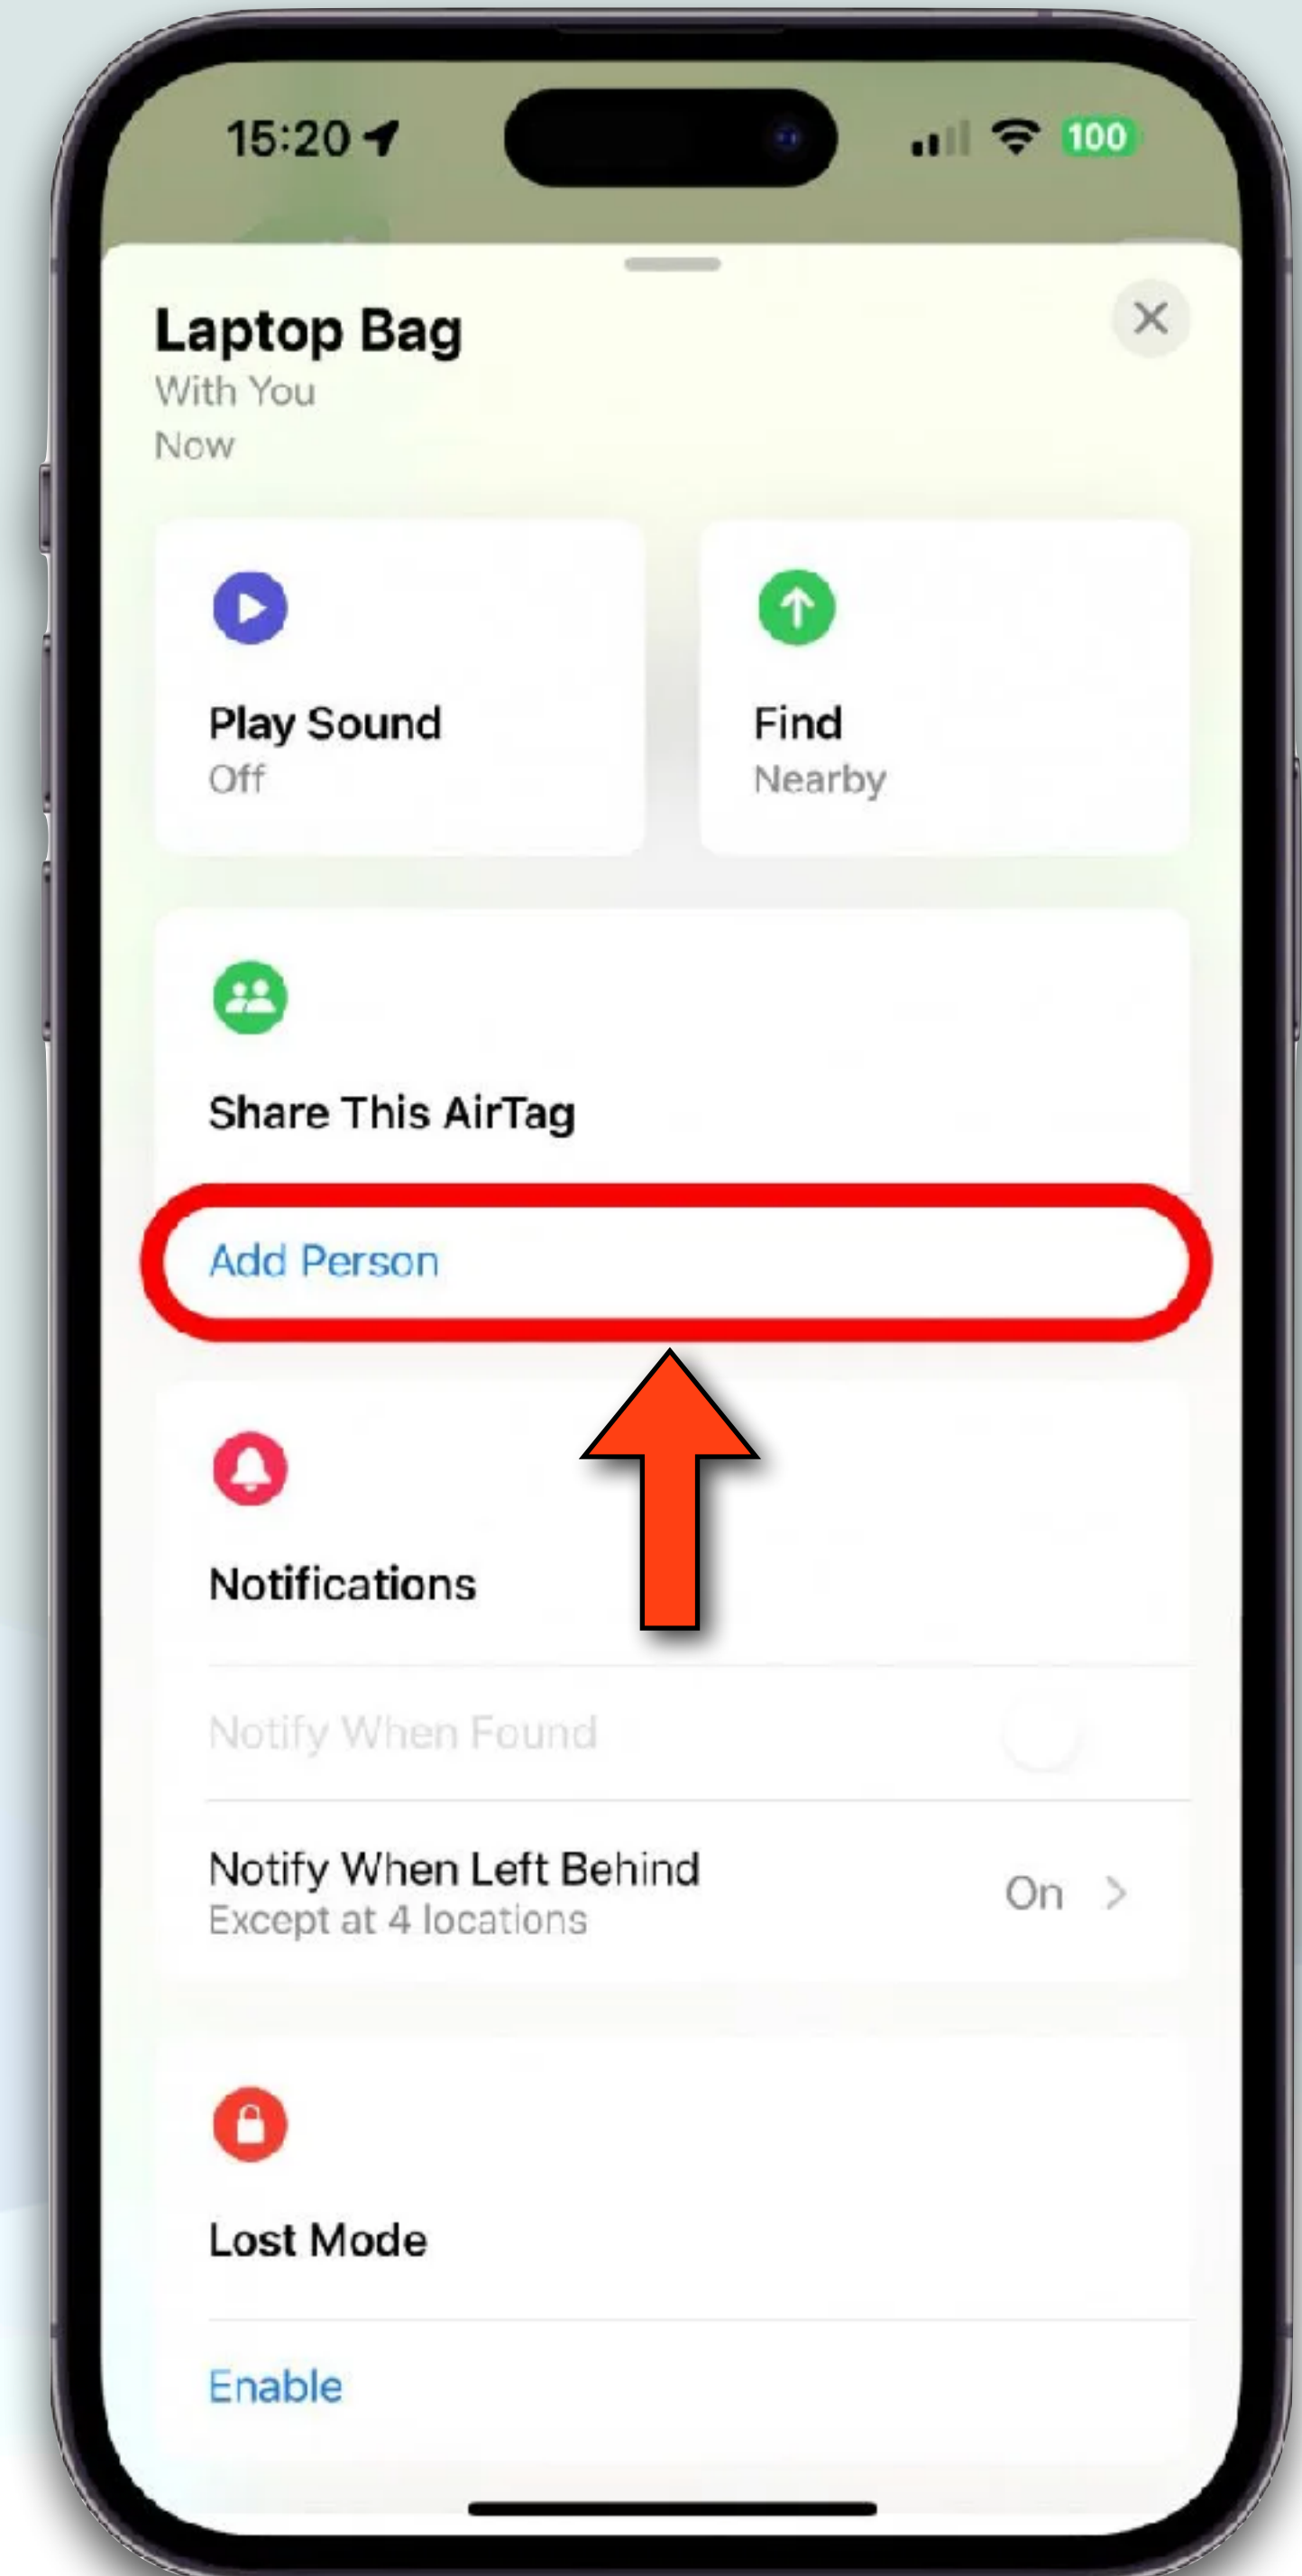 15:20
100
Laptop Bag
With You
Now
Play Sound
Off
Find
Nearby
Share This AirTag
Add Person
Notifications
Notify When Found
Notify When Left Behind
On
Except at 4 locations
Lost Mode
Enable